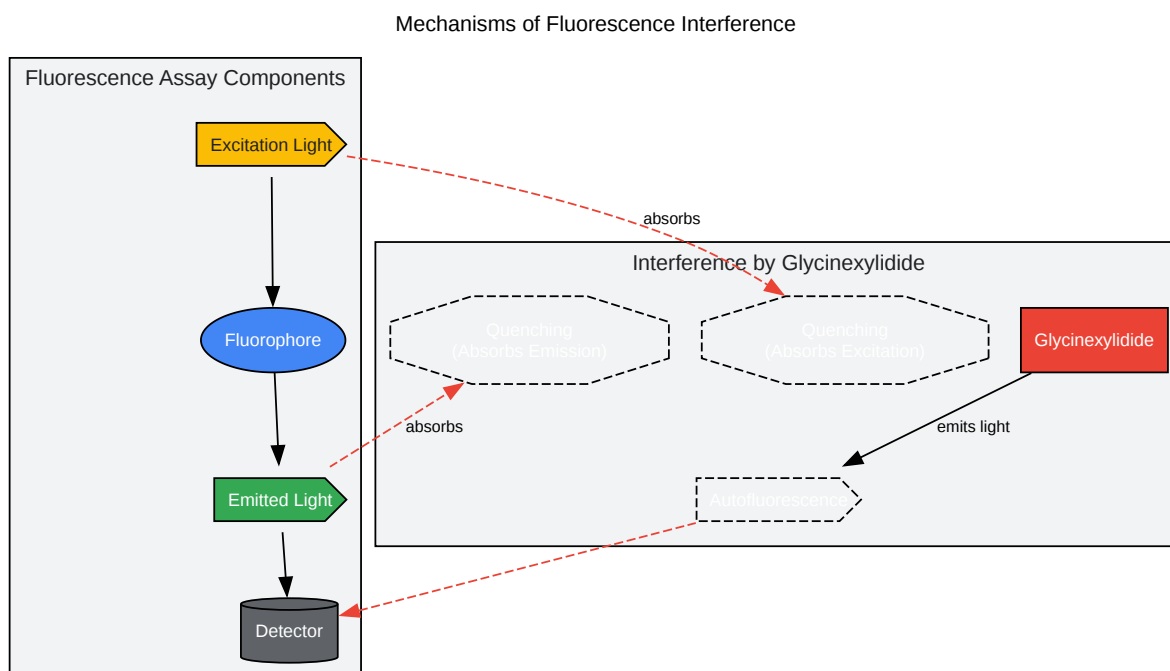 Mechanisms of Fluorescence Interference
Fluorescence Assay Components
Excitation Light
absorbs
Interference by Glycinexylidide
Fluorophore
Quenching
(Absorbs Emission)
Quenching
(Absorbs Excitation)
Glycinexylidide
absorbs
emits light
Emitted Light
Autofluorescence
Detector